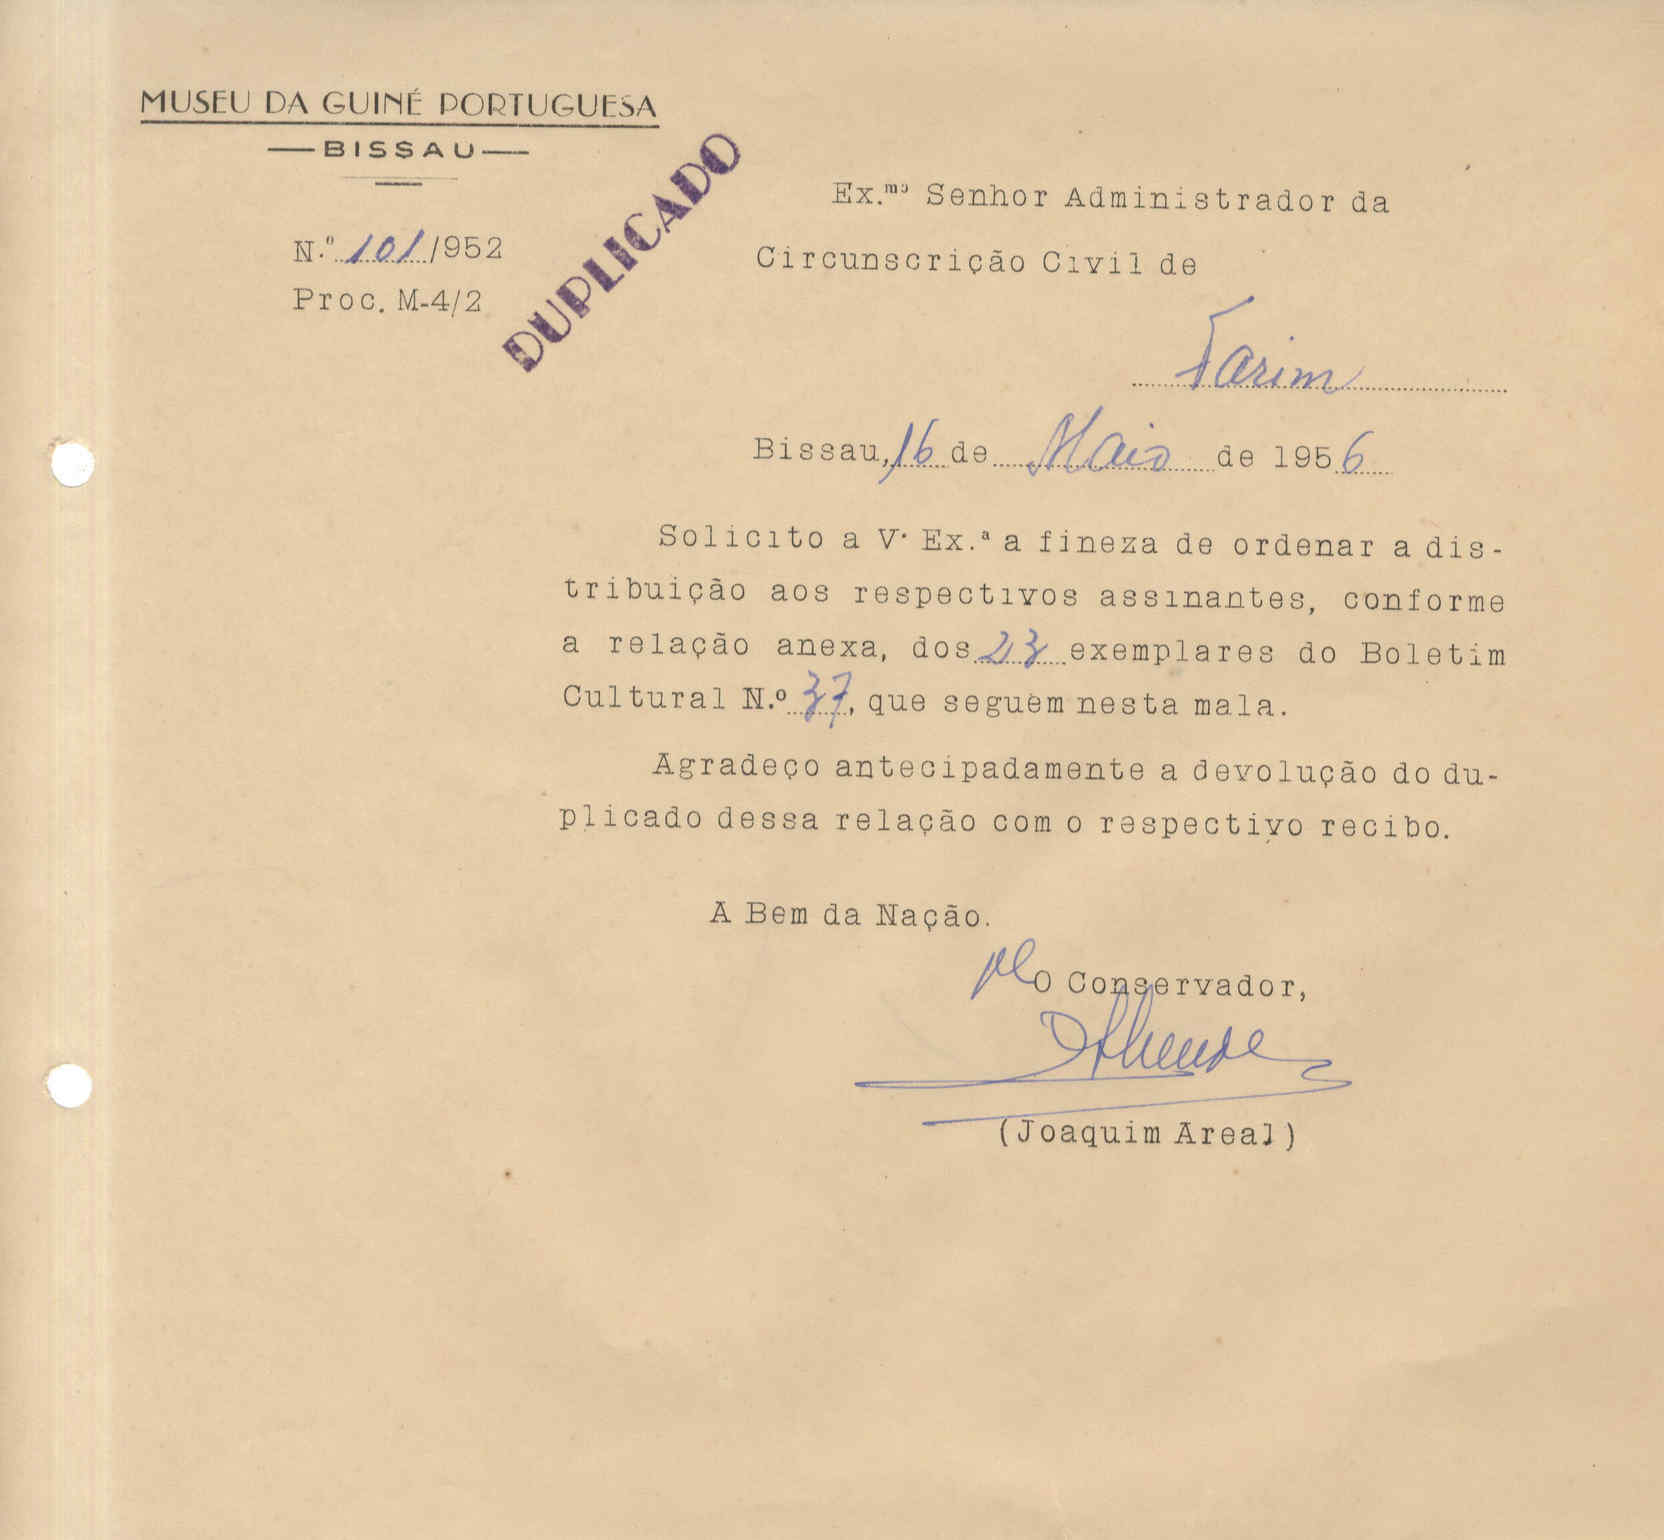 MUSEU DA GUINÉ PORTUGUESA
BISSAU
DUPLICADO
N.º 101/952
Proc. M-4/2
Ex.mo Senhor Administrador da
Circunscrição Civil de
Farim
Bissau, 16 de Maio de 1956
Solicito a V. Ex.ª a fineza de ordenar a dis-
tribuição aos respectivos assinantes, conforme
a relação anexa, dos 23 exemplares do Boletim
Cultural N.º 37, que seguem nesta mala.
Agradeço antecipadamente a devolução do du-
plicado dessa relação com o respectivo recibo.
A Bem da Nação.
O Conservador,
(Joaquim Areal)